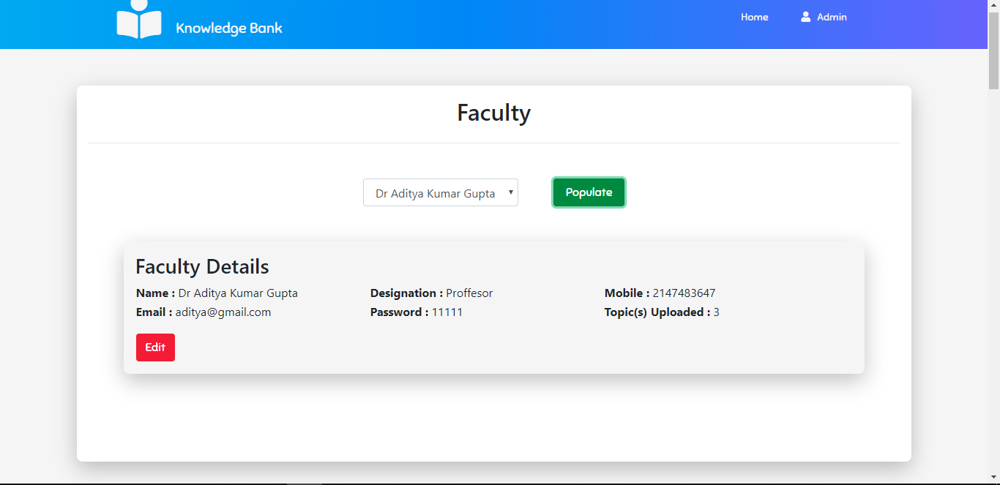 Knowledge Bank
Home
Admin
Faculty
Dr Aditya Kumar Gupta
Populate
Faculty Details
Name : Dr Aditya Kumar Gupta
Designation : Proffesor
Mobile : 2147483647
Email : aditya@gmail.com
Password : 11111
Topic(s) Uploaded : 3
Edit